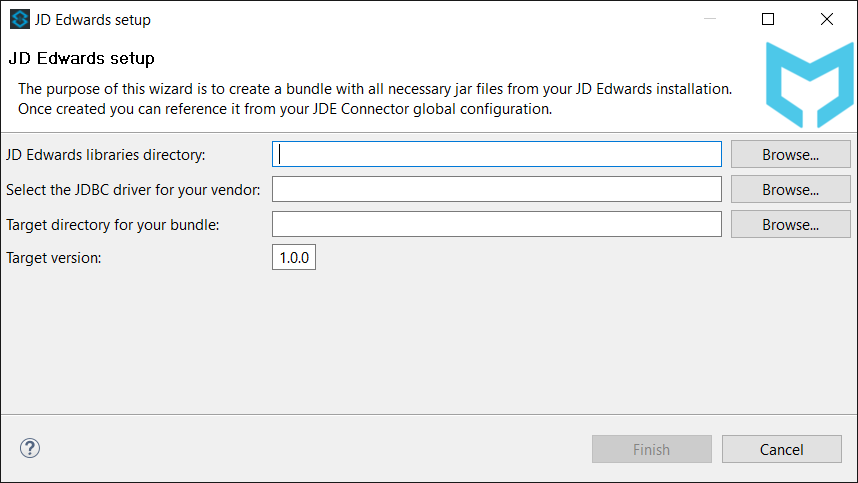 JD Edwards setup
JD Edwards setup
The purpose of this wizard is to create a bundle with all necessary jar files from your JD Edwards installation.
Once created you can reference it from your JDE Connector global configuration.
JD Edwards libraries directory:
Browse...
Select the JDBC driver for your vendor:
Browse...
Target directory for your bundle:
Browse...
Target version:
1.0.0
?
Finish
Cancel